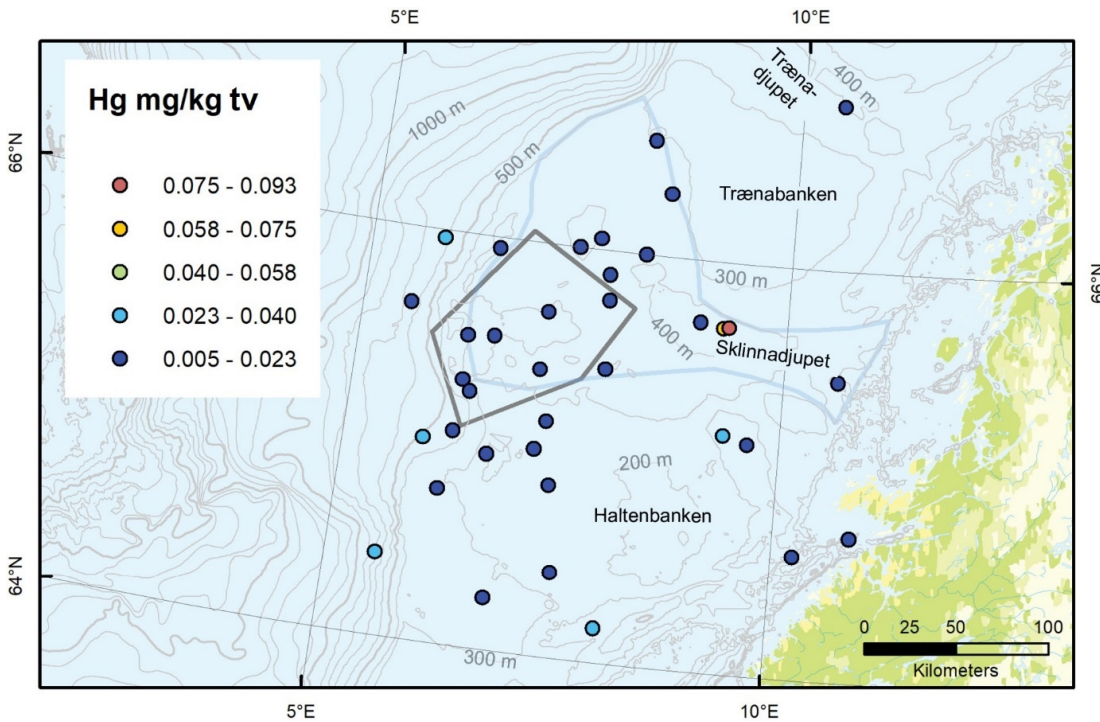 5°E
10°E
Hg mg/kg tv
0.075 - 0.093
0.058 - 0.075
0.040 - 0.058
0.023 - 0.040
0.005 - 0.023
1000 m
500 m
Træna-
djupet
400 m
66°N
Trænabanken
300 m
66°N
400 m
Sklinnadjupet
200 m
Haltenbanken
64°N
300 m
0 25 50 100
Kilometers
5°E
10°E